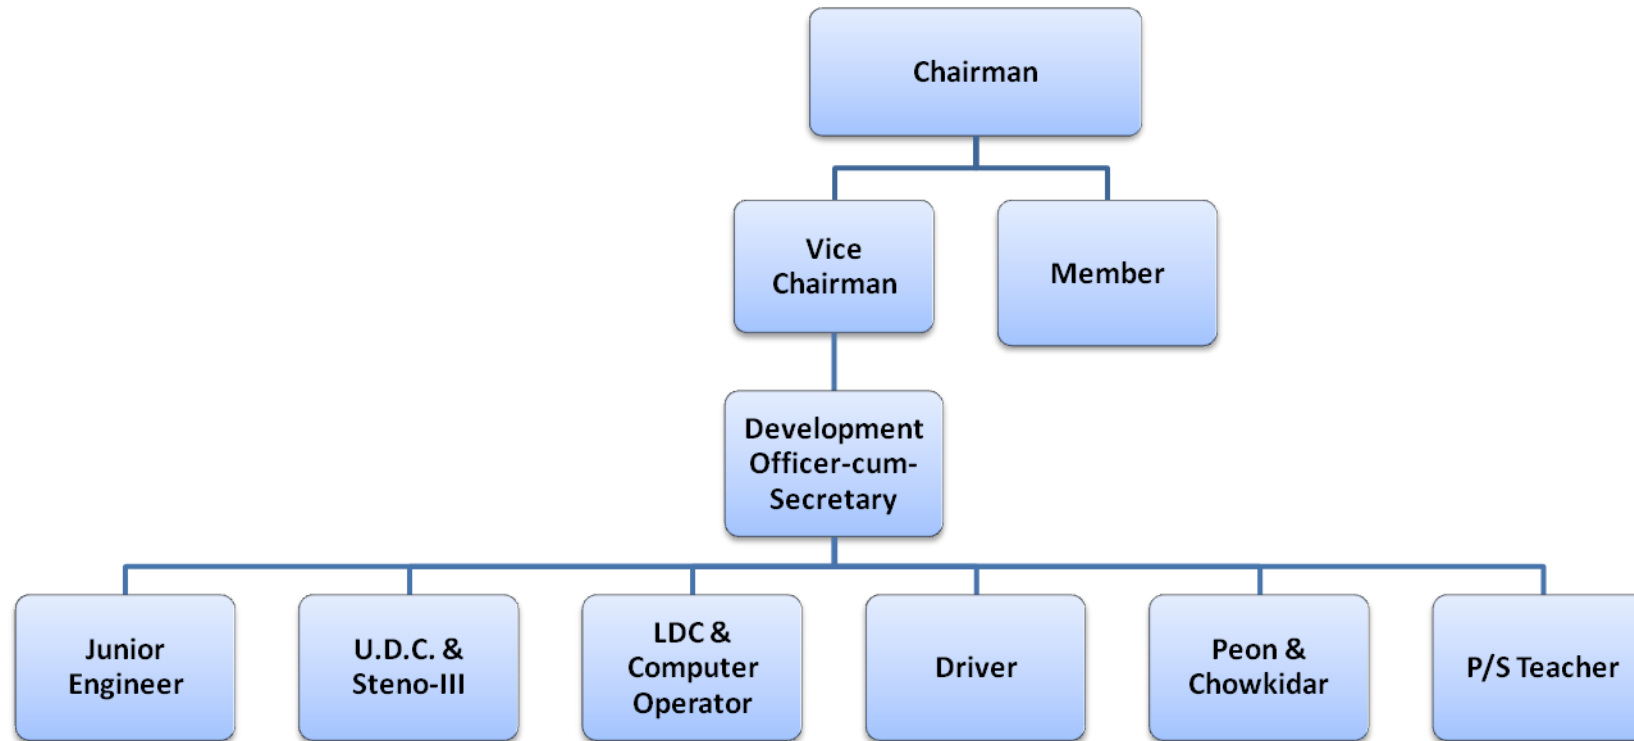 Chairman
Vice
Chairman
Member
Development
Officer-cum-
Secretary
Junior
Engineer
U.D.C. &
Steno-III
LDC &
Computer
Operator
Driver
Peon &
Chowkidar
P/S Teacher